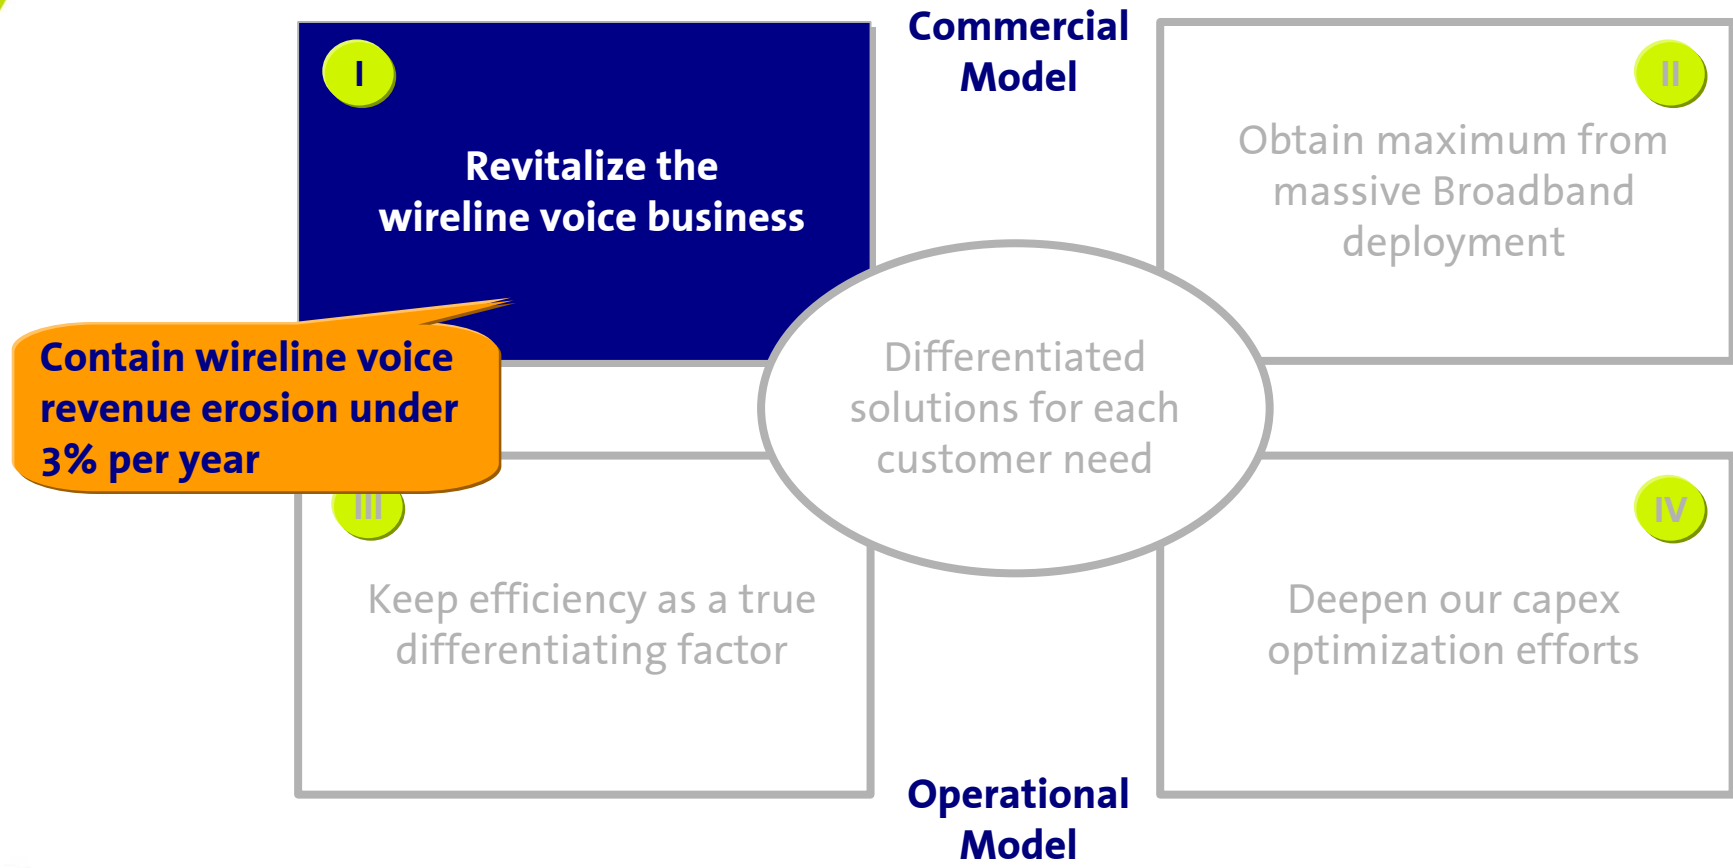 Commercial
Model
I
Revitalize the
wireline voice business
II
Obtain maximum from
massive Broadband
deployment
Contain wireline voice
revenue erosion under
3% per year
Differentiated
solutions for each
customer need
III
Keep efficiency as a true
differentiating factor
IV
Deepen our capex
optimization efforts
Operational
Model